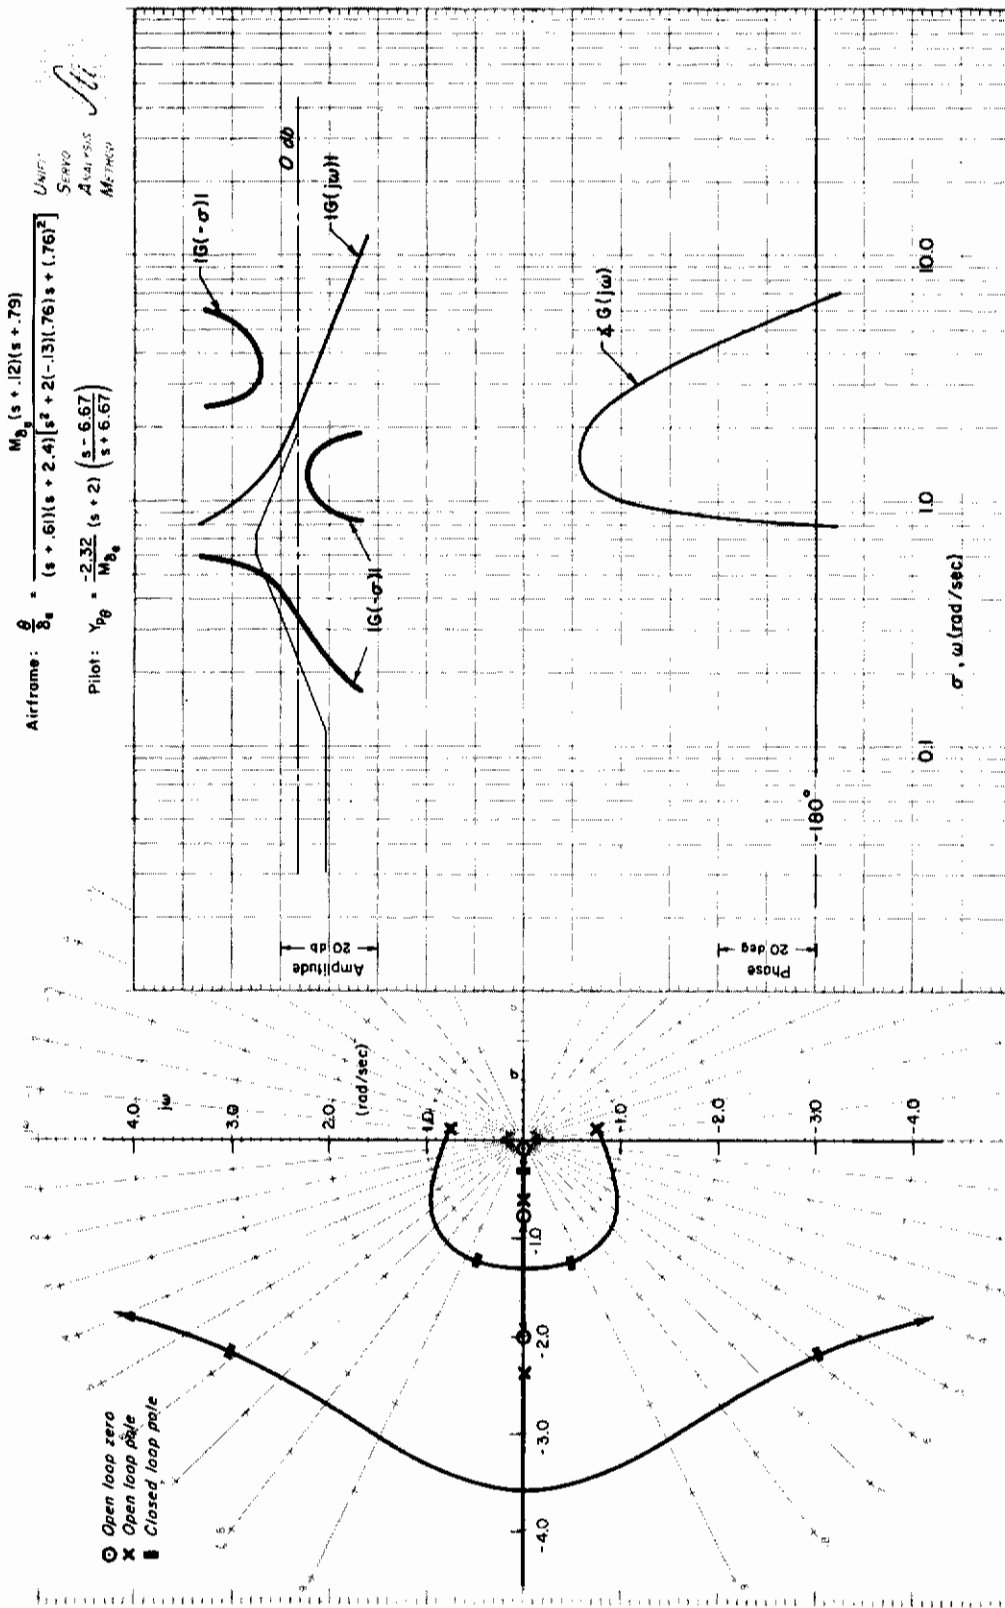 Airframe: θ/δe = Mδe (s + .12)(s + .79) / (s + .61)(s + 2.4)[s² + 2(-.13)(.76)s + (.76)²]
Pilot: Ypθ = -2.32/Mδe (s + 2) (s - 6.67 / s + 6.67)
SERVO
ANALYSIS
METHOD
Sti
Open loop zero
Open loop pole
Closed loop pole
4.0
3.0
2.0
1.0
-1.0
-2.0
-3.0
-4.0
jω
(rad/sec)
σ
-1.0
-2.0
-3.0
-4.0
Amplitude
20 db
|G(-σ)|
0 db
|G(jω)|
|G(-σ)|
Phase
20 deg
∡ G(jω)
-180°
0.1
1.0
10.0
σ, ω (rad/sec)